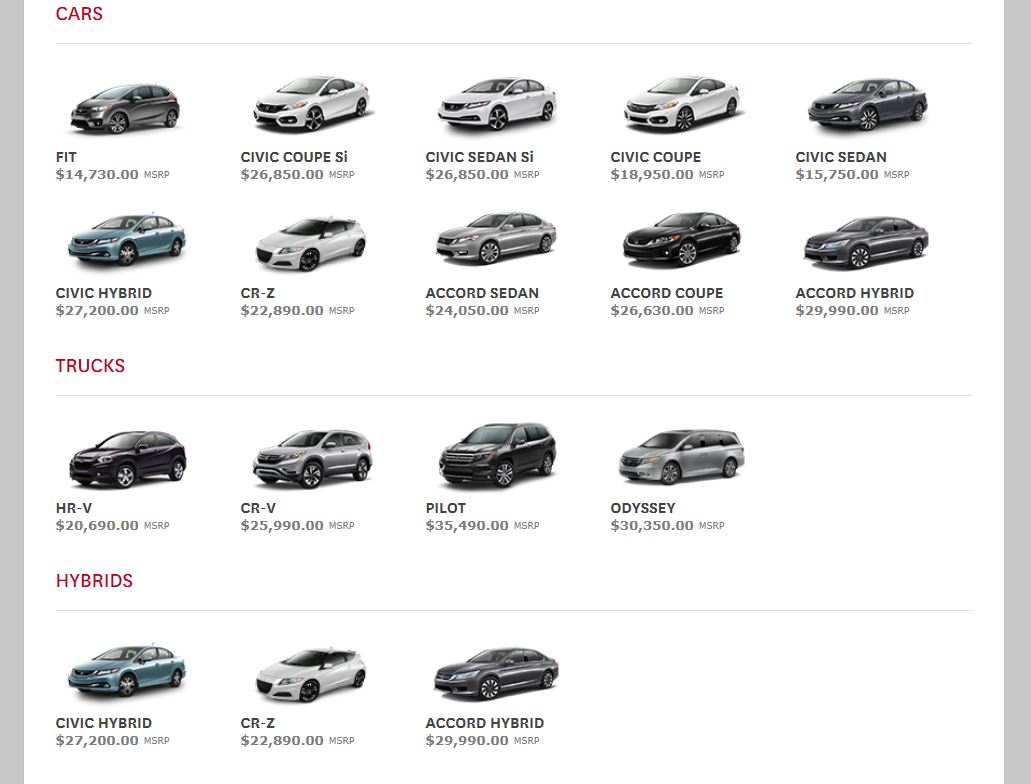 CARS
FIT
$14,730.00 MSRP
CIVIC COUPE Si
$26,850.00 MSRP
CIVIC SEDAN Si
$26,850.00 MSRP
CIVIC COUPE
$18,950.00 MSRP
CIVIC SEDAN
$15,750.00 MSRP
CIVIC HYBRID
$27,200.00 MSRP
CR-Z
$22,890.00 MSRP
ACCORD SEDAN
$24,050.00 MSRP
ACCORD COUPE
$26,630.00 MSRP
ACCORD HYBRID
$29,990.00 MSRP
TRUCKS
HR-V
$20,690.00 MSRP
CR-V
$25,990.00 MSRP
PILOT
$35,490.00 MSRP
ODYSSEY
$30,350.00 MSRP
HYBRIDS
CIVIC HYBRID
$27,200.00 MSRP
CR-Z
$22,890.00 MSRP
ACCORD HYBRID
$29,990.00 MSRP